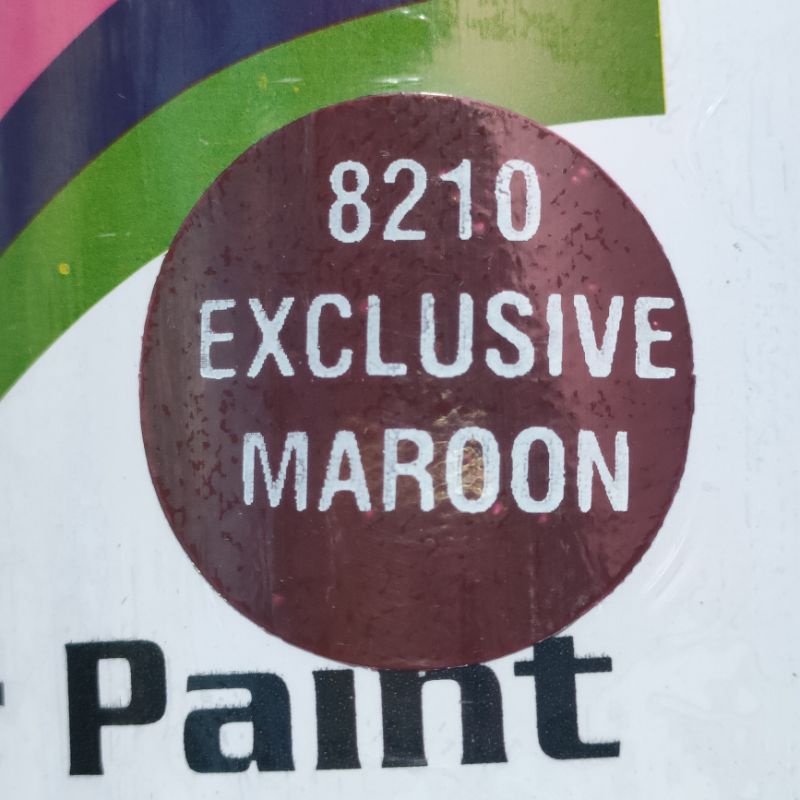 8210
EXCLUSIVE
MAROON
Paint